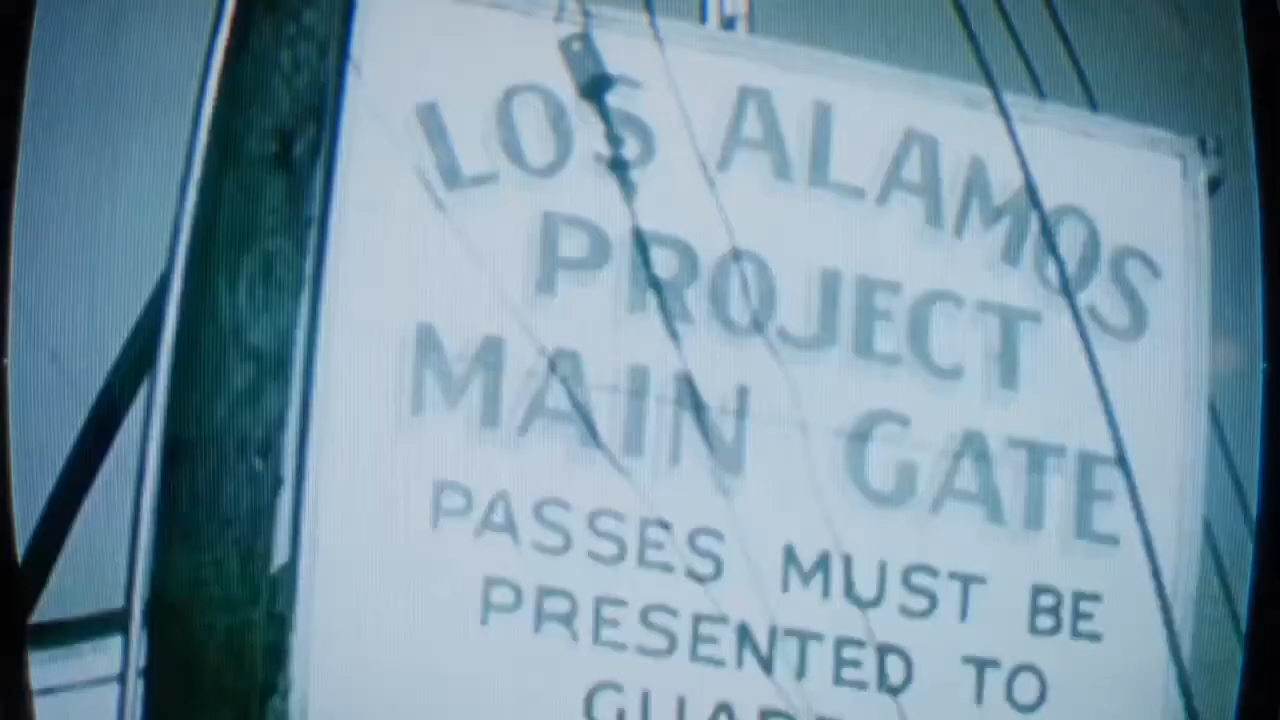 LOS ALAMOS
PROJECT
MAIN GATE
PASSES MUST BE
PRESENTED TO